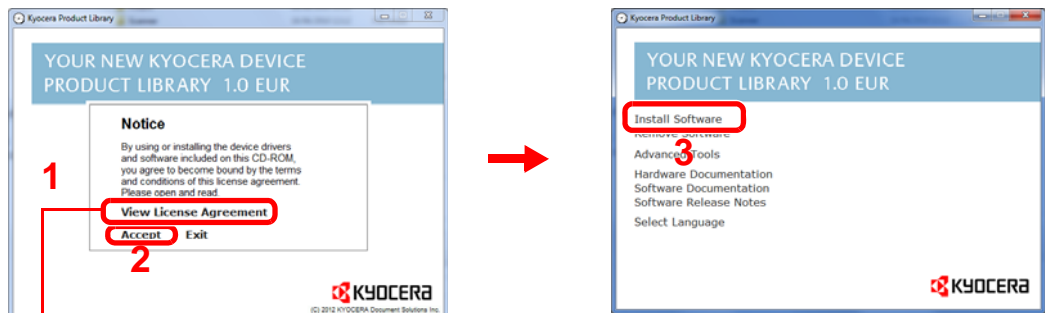 Kyocera Product Library
YOUR NEW KYOCERA DEVICE
PRODUCT LIBRARY 1.0 EUR
Notice
By using or installing the device drivers
and software included on this CD-ROM,
you agree to become bound by the terms
and conditions of this license agreement.
Please open and read.
1
View License Agreement
Accept Exit
2
KYOCERA
(C) 2012 KYOCERA Document Solutions Inc.
Kyocera Product Library
YOUR NEW KYOCERA DEVICE
PRODUCT LIBRARY 1.0 EUR
Install Software
Remove Software
Advanced Tools
3
Hardware Documentation
Software Documentation
Software Release Notes
Select Language
KYOCERA